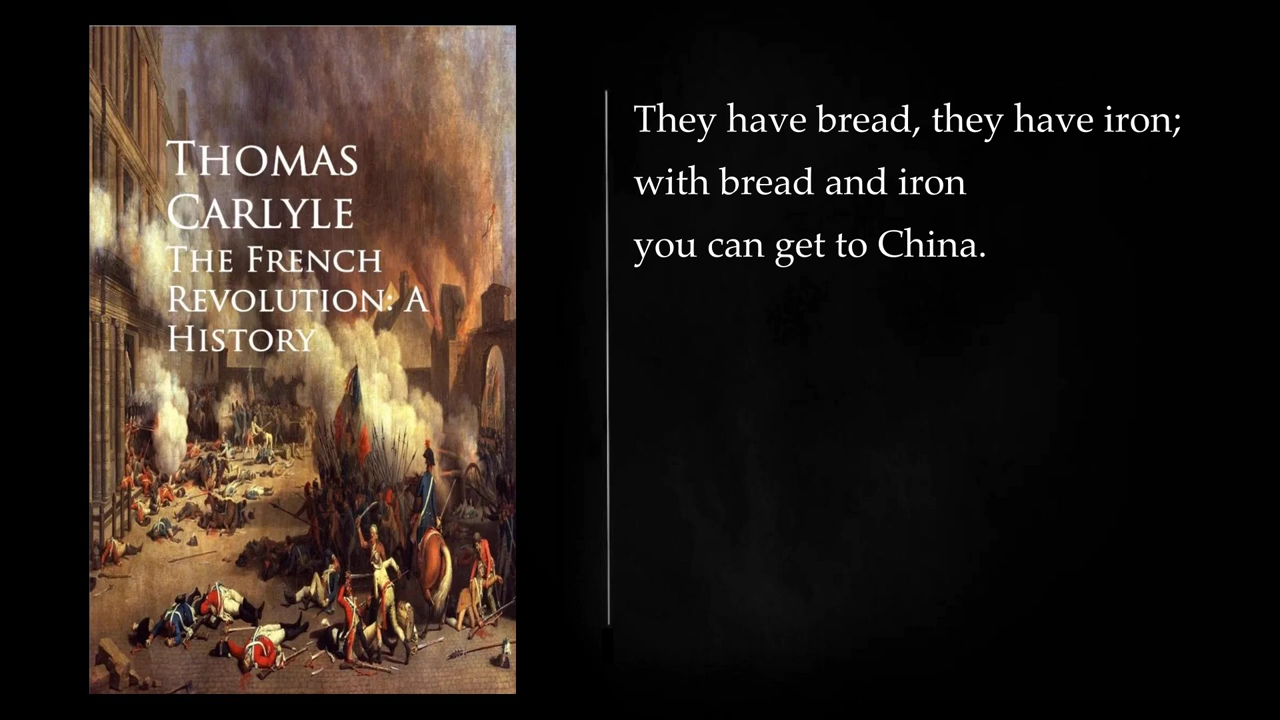 THOMAS
CARLYLE
THE FRENCH
REVOLUTION: A
HISTORY
They have bread, they have iron;
with bread and iron
you can get to China.